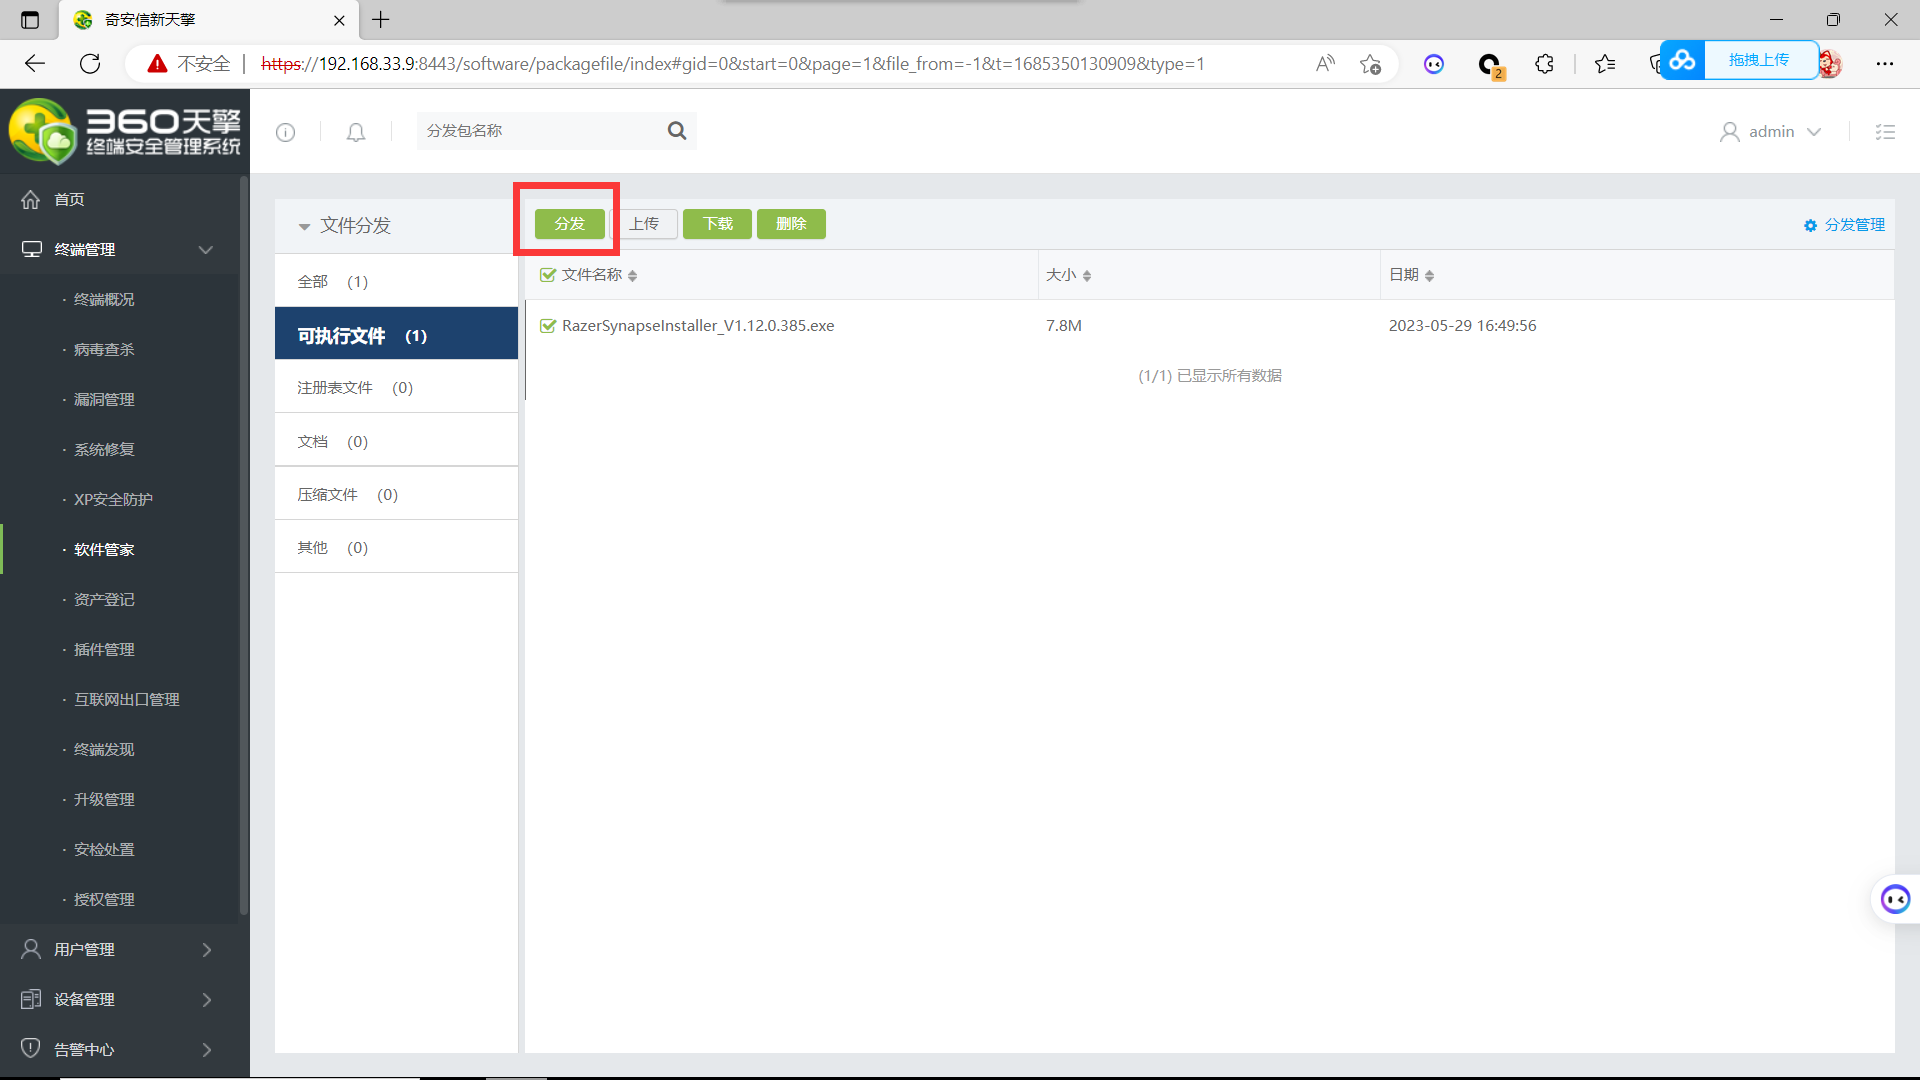 奇安信新天擎
不安全 https://192.168.33.9:8443/software/packagefile/index#gid=0&start=0&page=1&file_from=-1&t=1685350130909&type=1
2
拖拽上传
360天擎
终端安全管理系统
分发包名称
admin
首页
终端管理
· 终端概况
· 病毒查杀
· 漏洞管理
· 系统修复
· XP安全防护
· 软件管家
· 资产登记
· 插件管理
· 互联网出口管理
· 终端发现
· 升级管理
· 安检处置
· 授权管理
用户管理
设备管理
告警中心
文件分发
全部 (1)
可执行文件 (1)
注册表文件 (0)
文档 (0)
压缩文件 (0)
其他 (0)
分发 上传 下载 删除 分发管理
文件名称 大小 日期
RazerSynapseInstaller_V1.12.0.385.exe 7.8M 2023-05-29 16:49:56
(1/1) 已显示所有数据